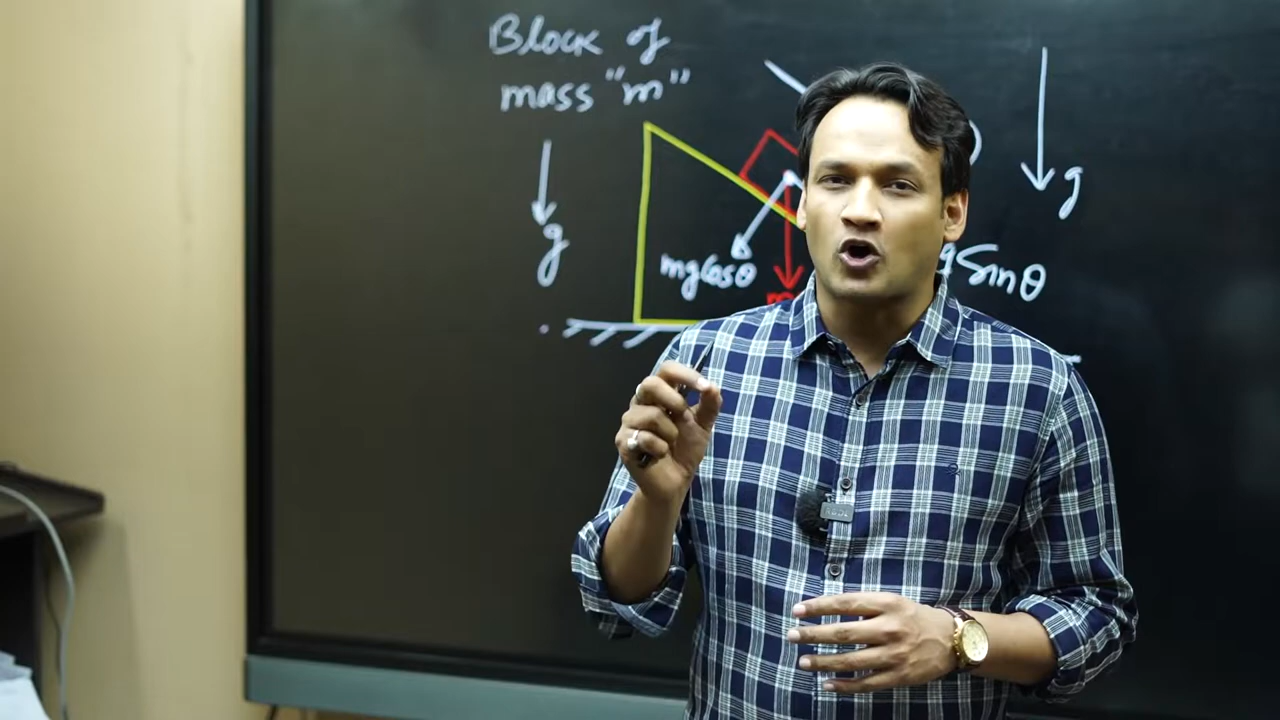 Block of
mass "m"
g
g
mgCosθ
gSinθ